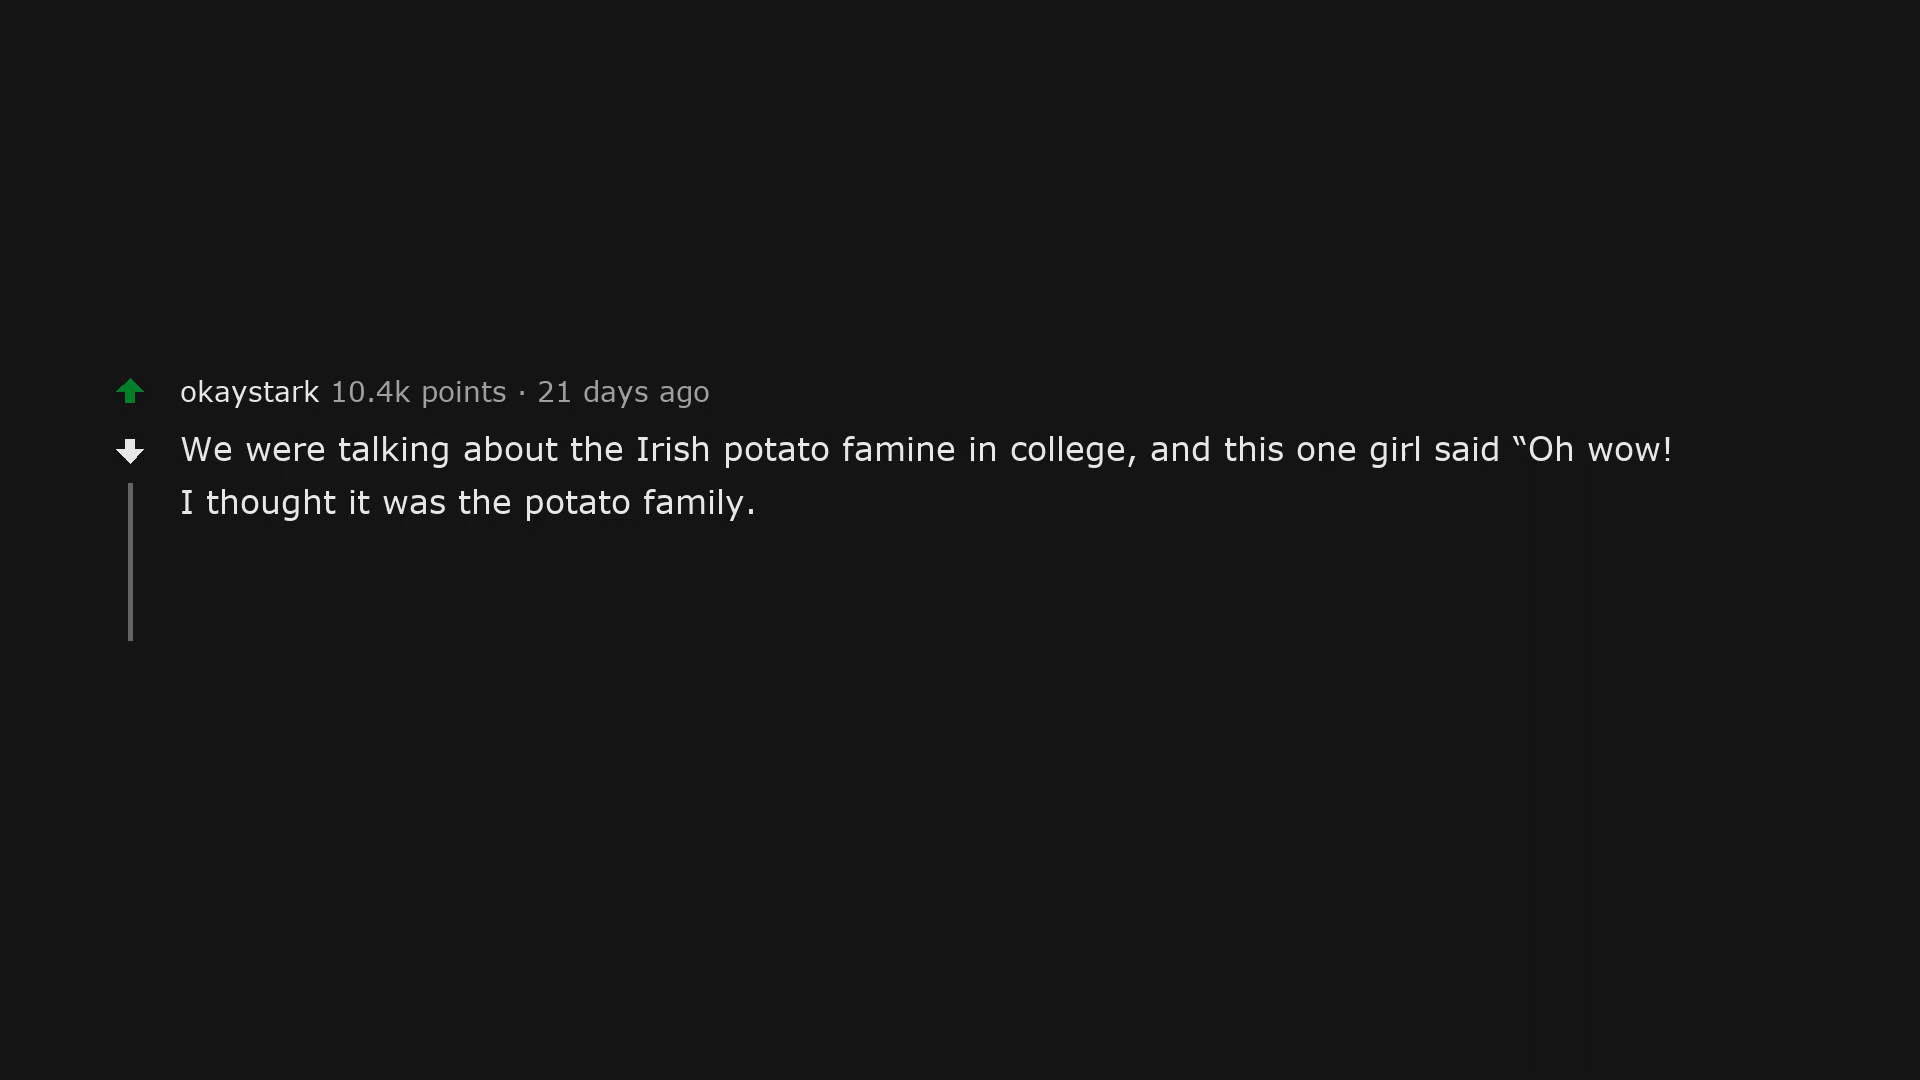 okaystark 10.4k points · 21 days ago
We were talking about the Irish potato famine in college, and this one girl said “Oh wow!
I thought it was the potato family.